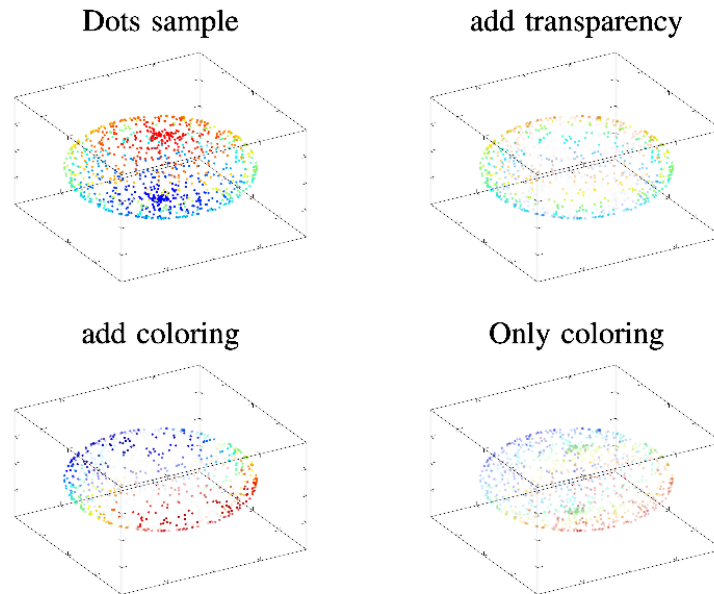 Dots sample
add transparency
add coloring
Only coloring